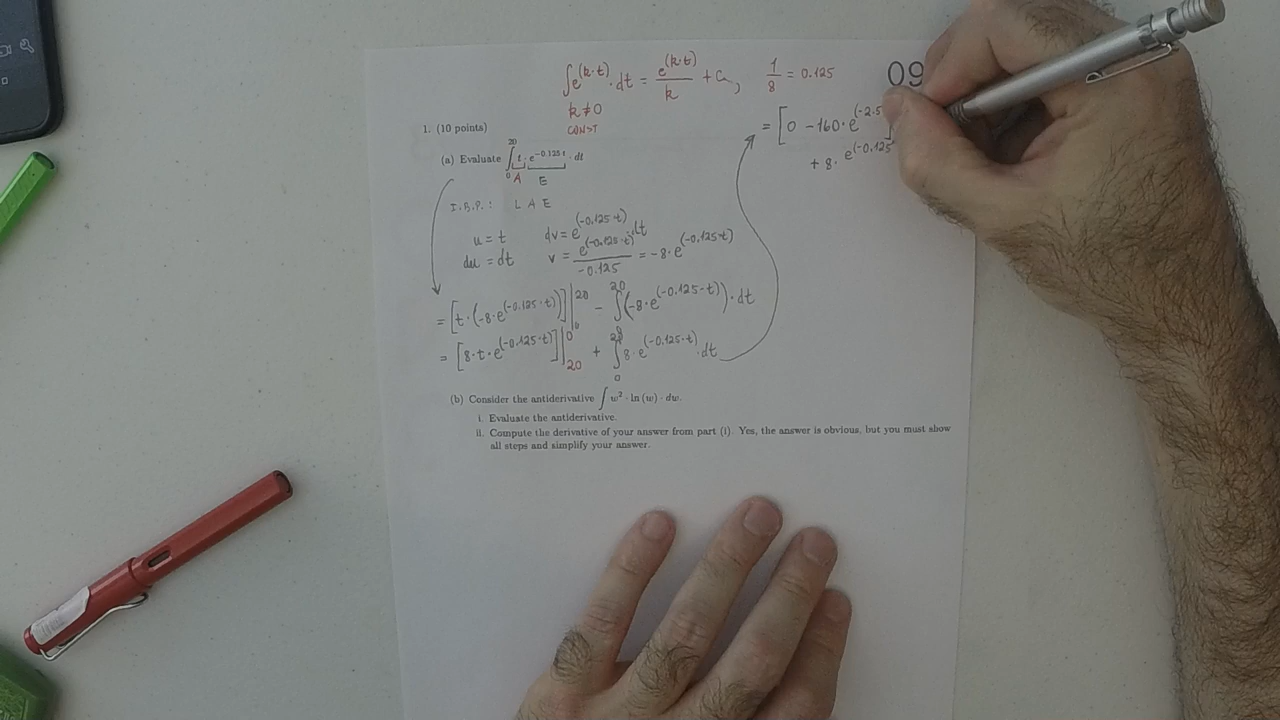 ∫e^(k·t)·dt = e^(k·t)/k + C, 1/8 = 0.125
k ≠ 0
CONST
09
1. (10 points)
= [0 - 160·e^(-2.5
+ 8· e^(-0.125
(a) Evaluate ∫₀²⁰ t · e^(-0.125t) · dt
A E
I.B.P.: L A E
u = t dv = e^(-0.125·t)·dt
du = dt v = e^(-0.125·t)/-0.125 = -8·e^(-0.125·t)
= [t·(-8·e^(-0.125·t))]|₀²⁰ - ∫₀²⁰(-8·e^(-0.125·t))·dt
= [8·t·e^(-0.125·t)]|₂₀⁰ + ∫₀²⁰ 8·e^(-0.125·t)·dt
(b) Consider the antiderivative ∫ w² · ln (w) · dw.
i. Evaluate the antiderivative.
ii. Compute the derivative of your answer from part (i). Yes, the answer is obvious, but you must show
all steps and simplify your answer.